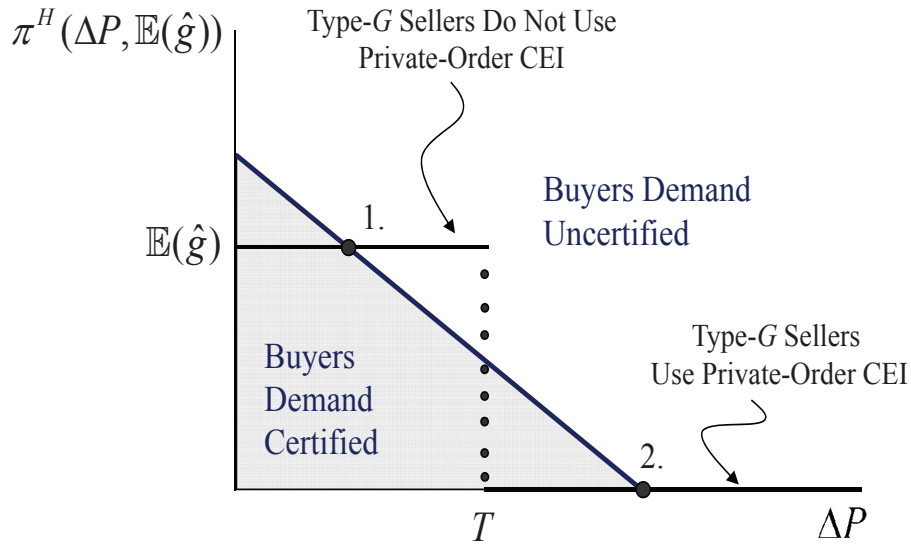 π^H (ΔP, 𝔼(ĝ))
Type-G Sellers Do Not Use
Private-Order CEI
Buyers Demand
Uncertified
1.
𝔼(ĝ)
Buyers
Demand
Certified
Type-G Sellers
Use Private-Order CEI
2.
T
ΔP